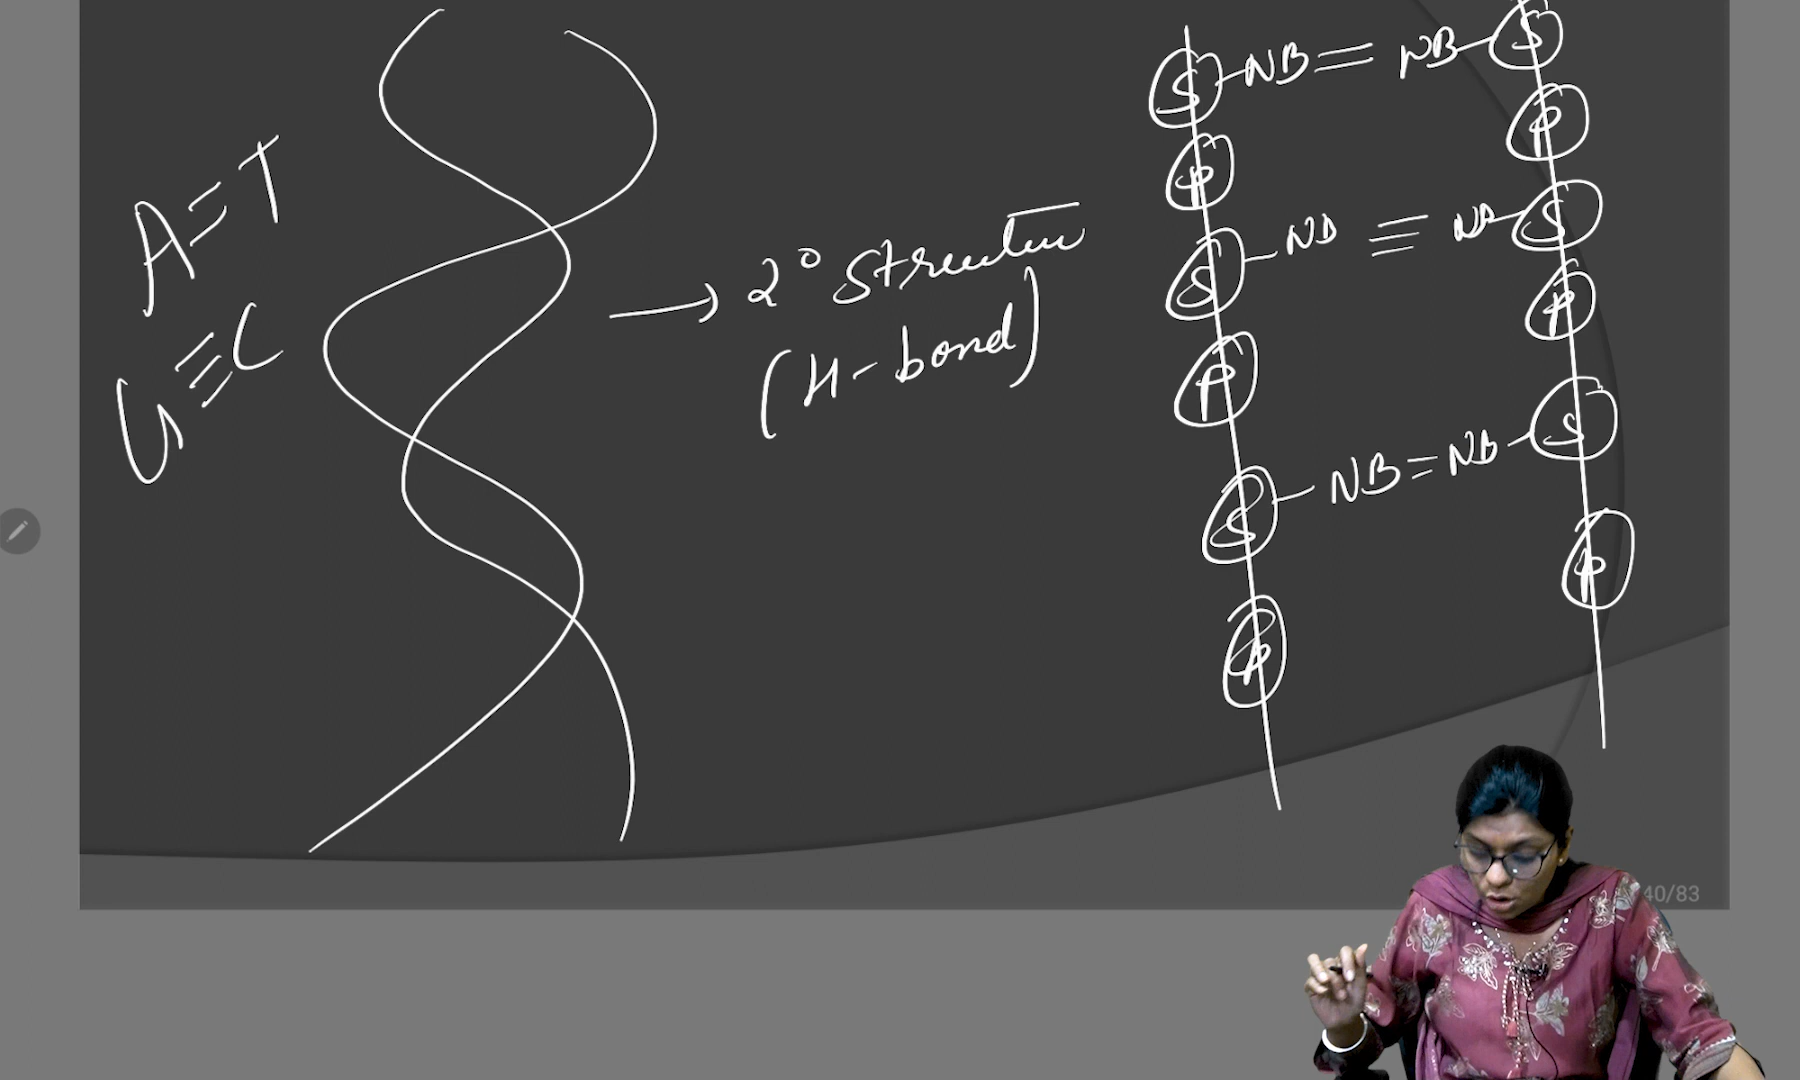 A=T
G≡C
→ 2° Structure
(H-bond)
S-NB= NB-S
P P
S-NB ≡ NB-S
P P
S-NB=NB-S
P P
40/83